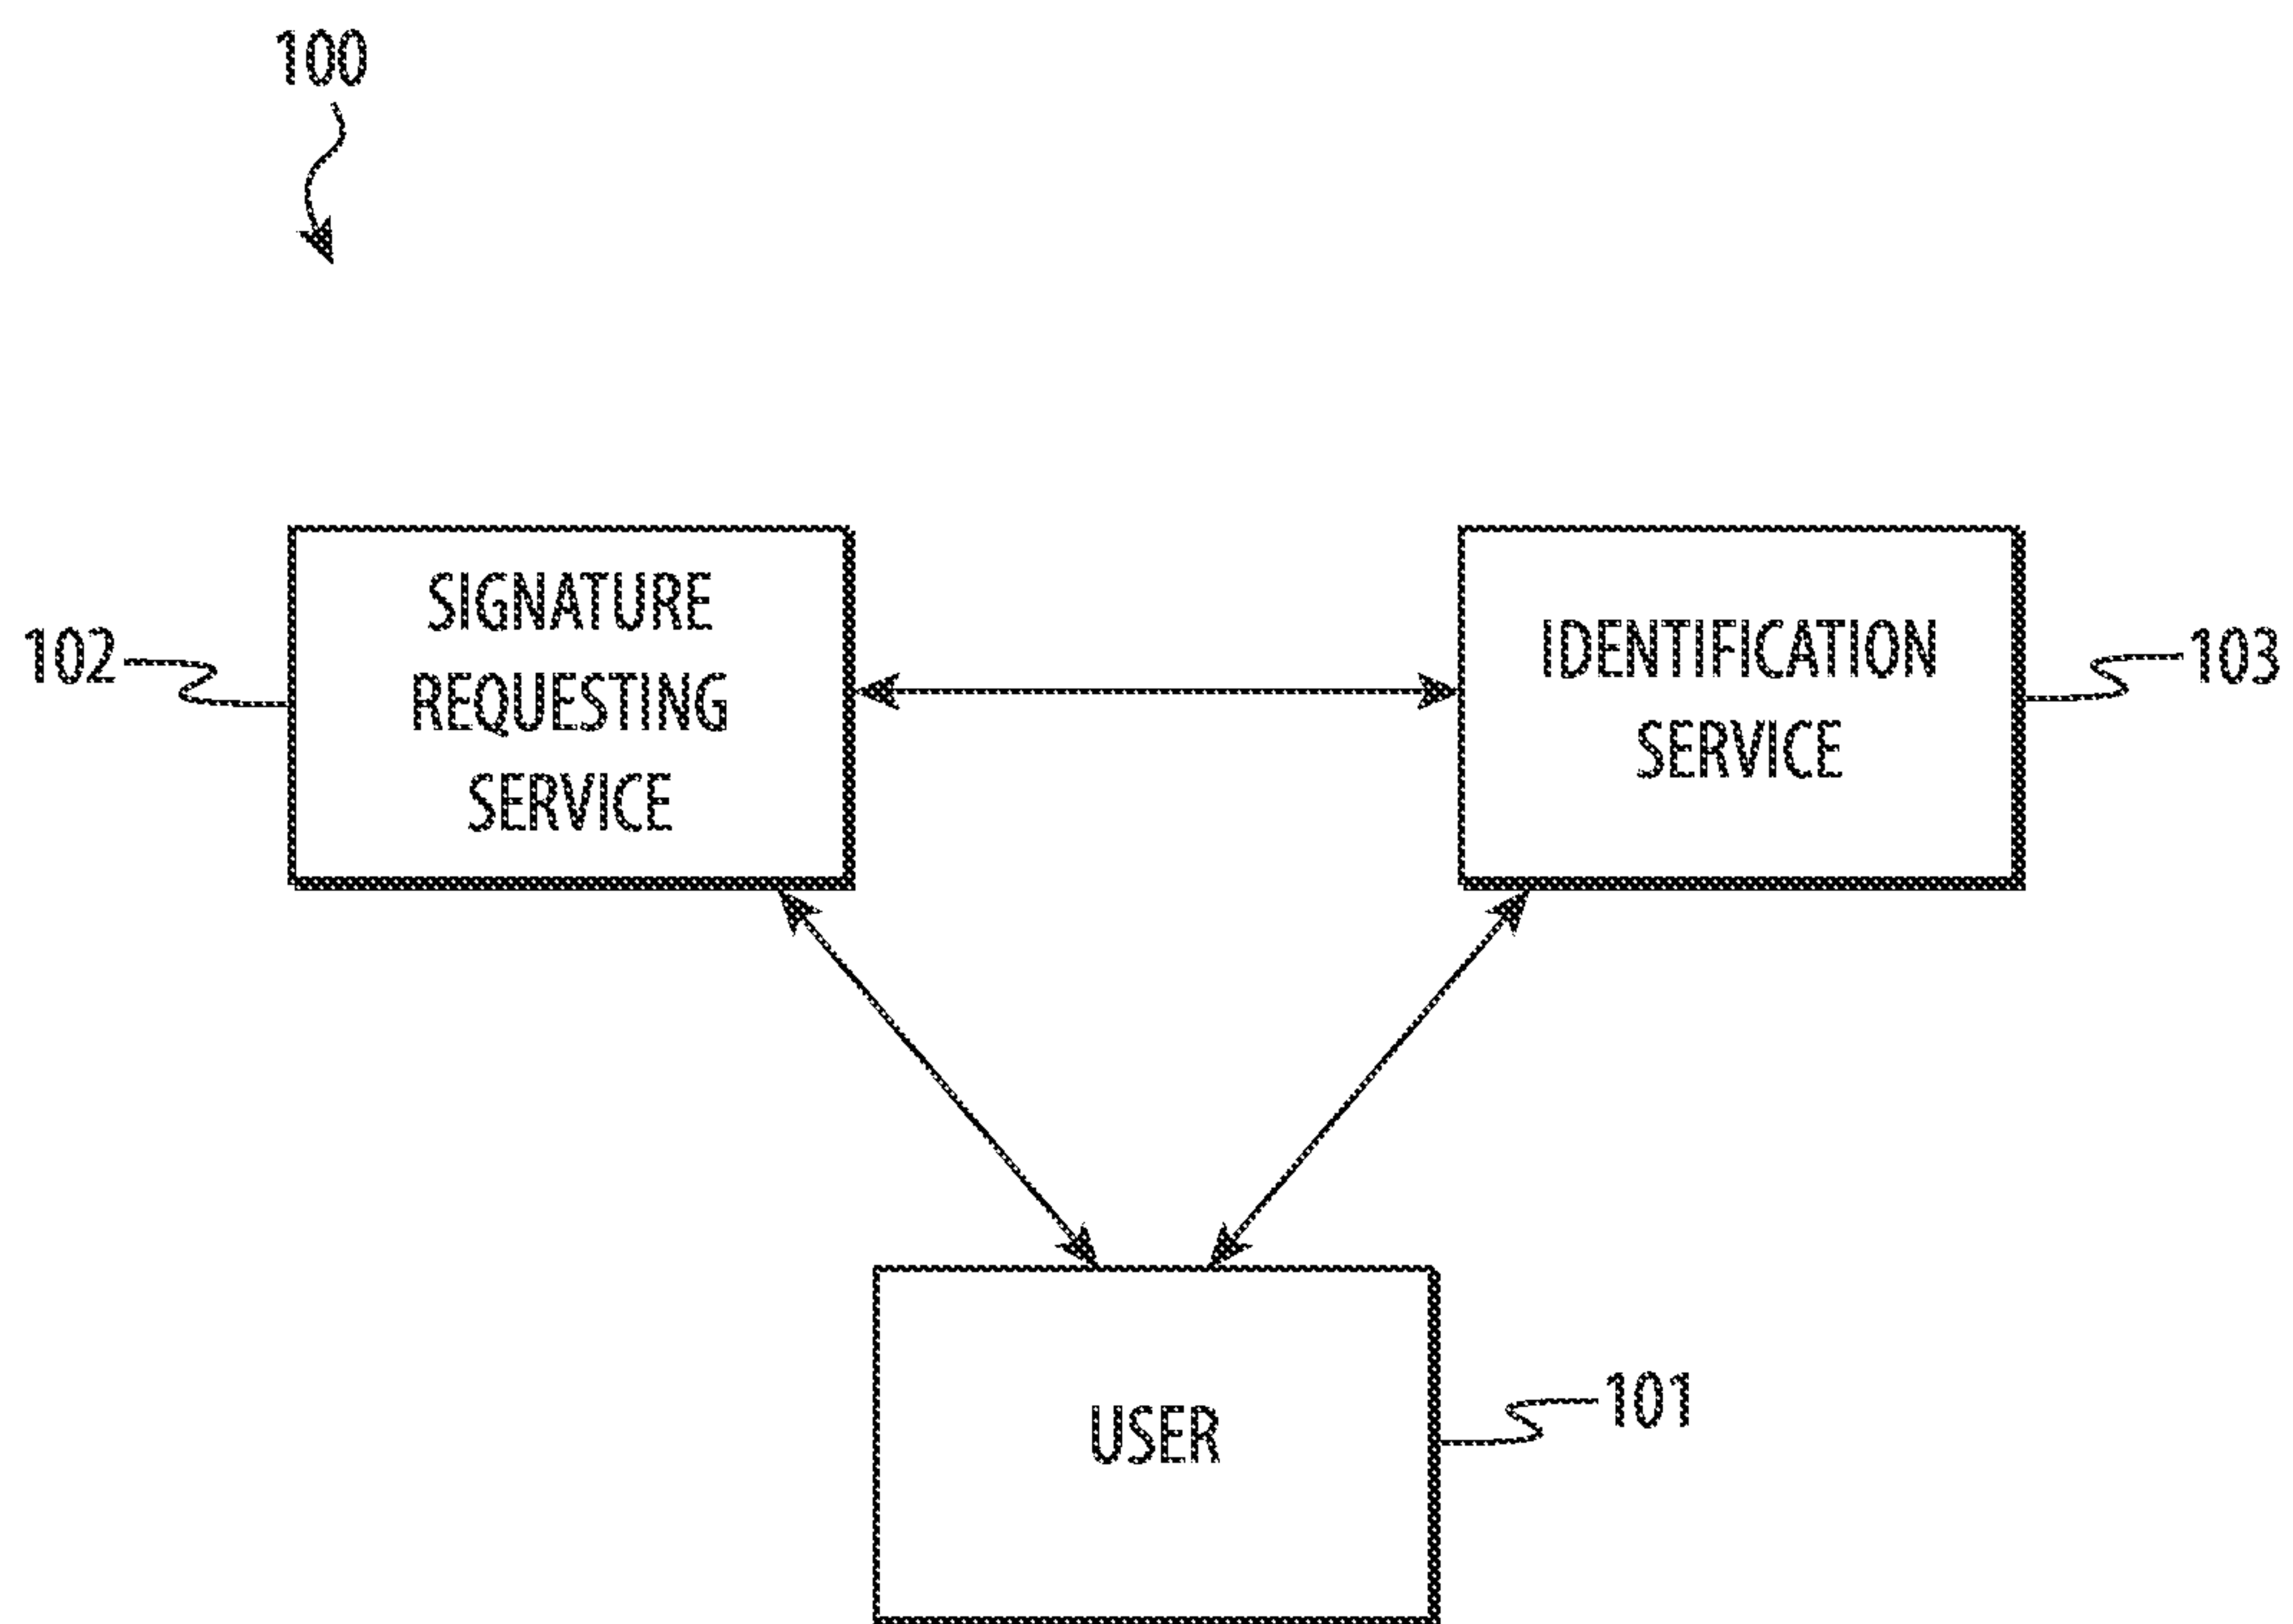 100
102
SIGNATURE
REQUESTING
SERVICE
IDENTIFICATION
SERVICE
103
USER
101